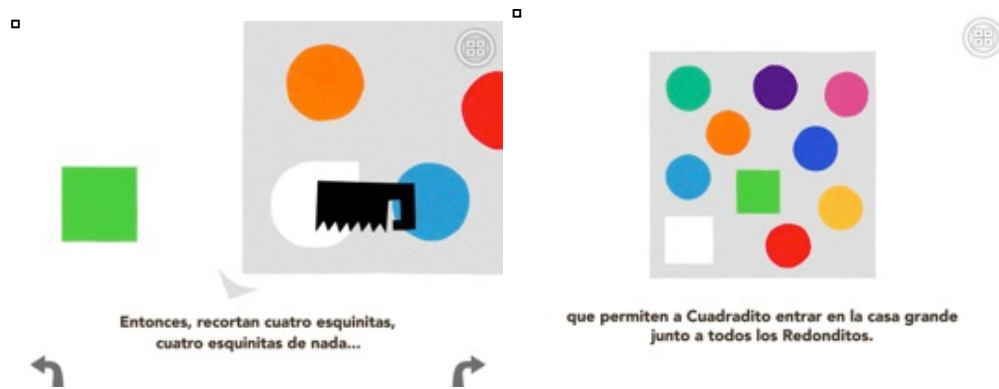 Entonces, recortan cuatro esquinitas,
cuatro esquinitas de nada...
que permiten a Cuadradito entrar en la casa grande
junto a todos los Redonditos.